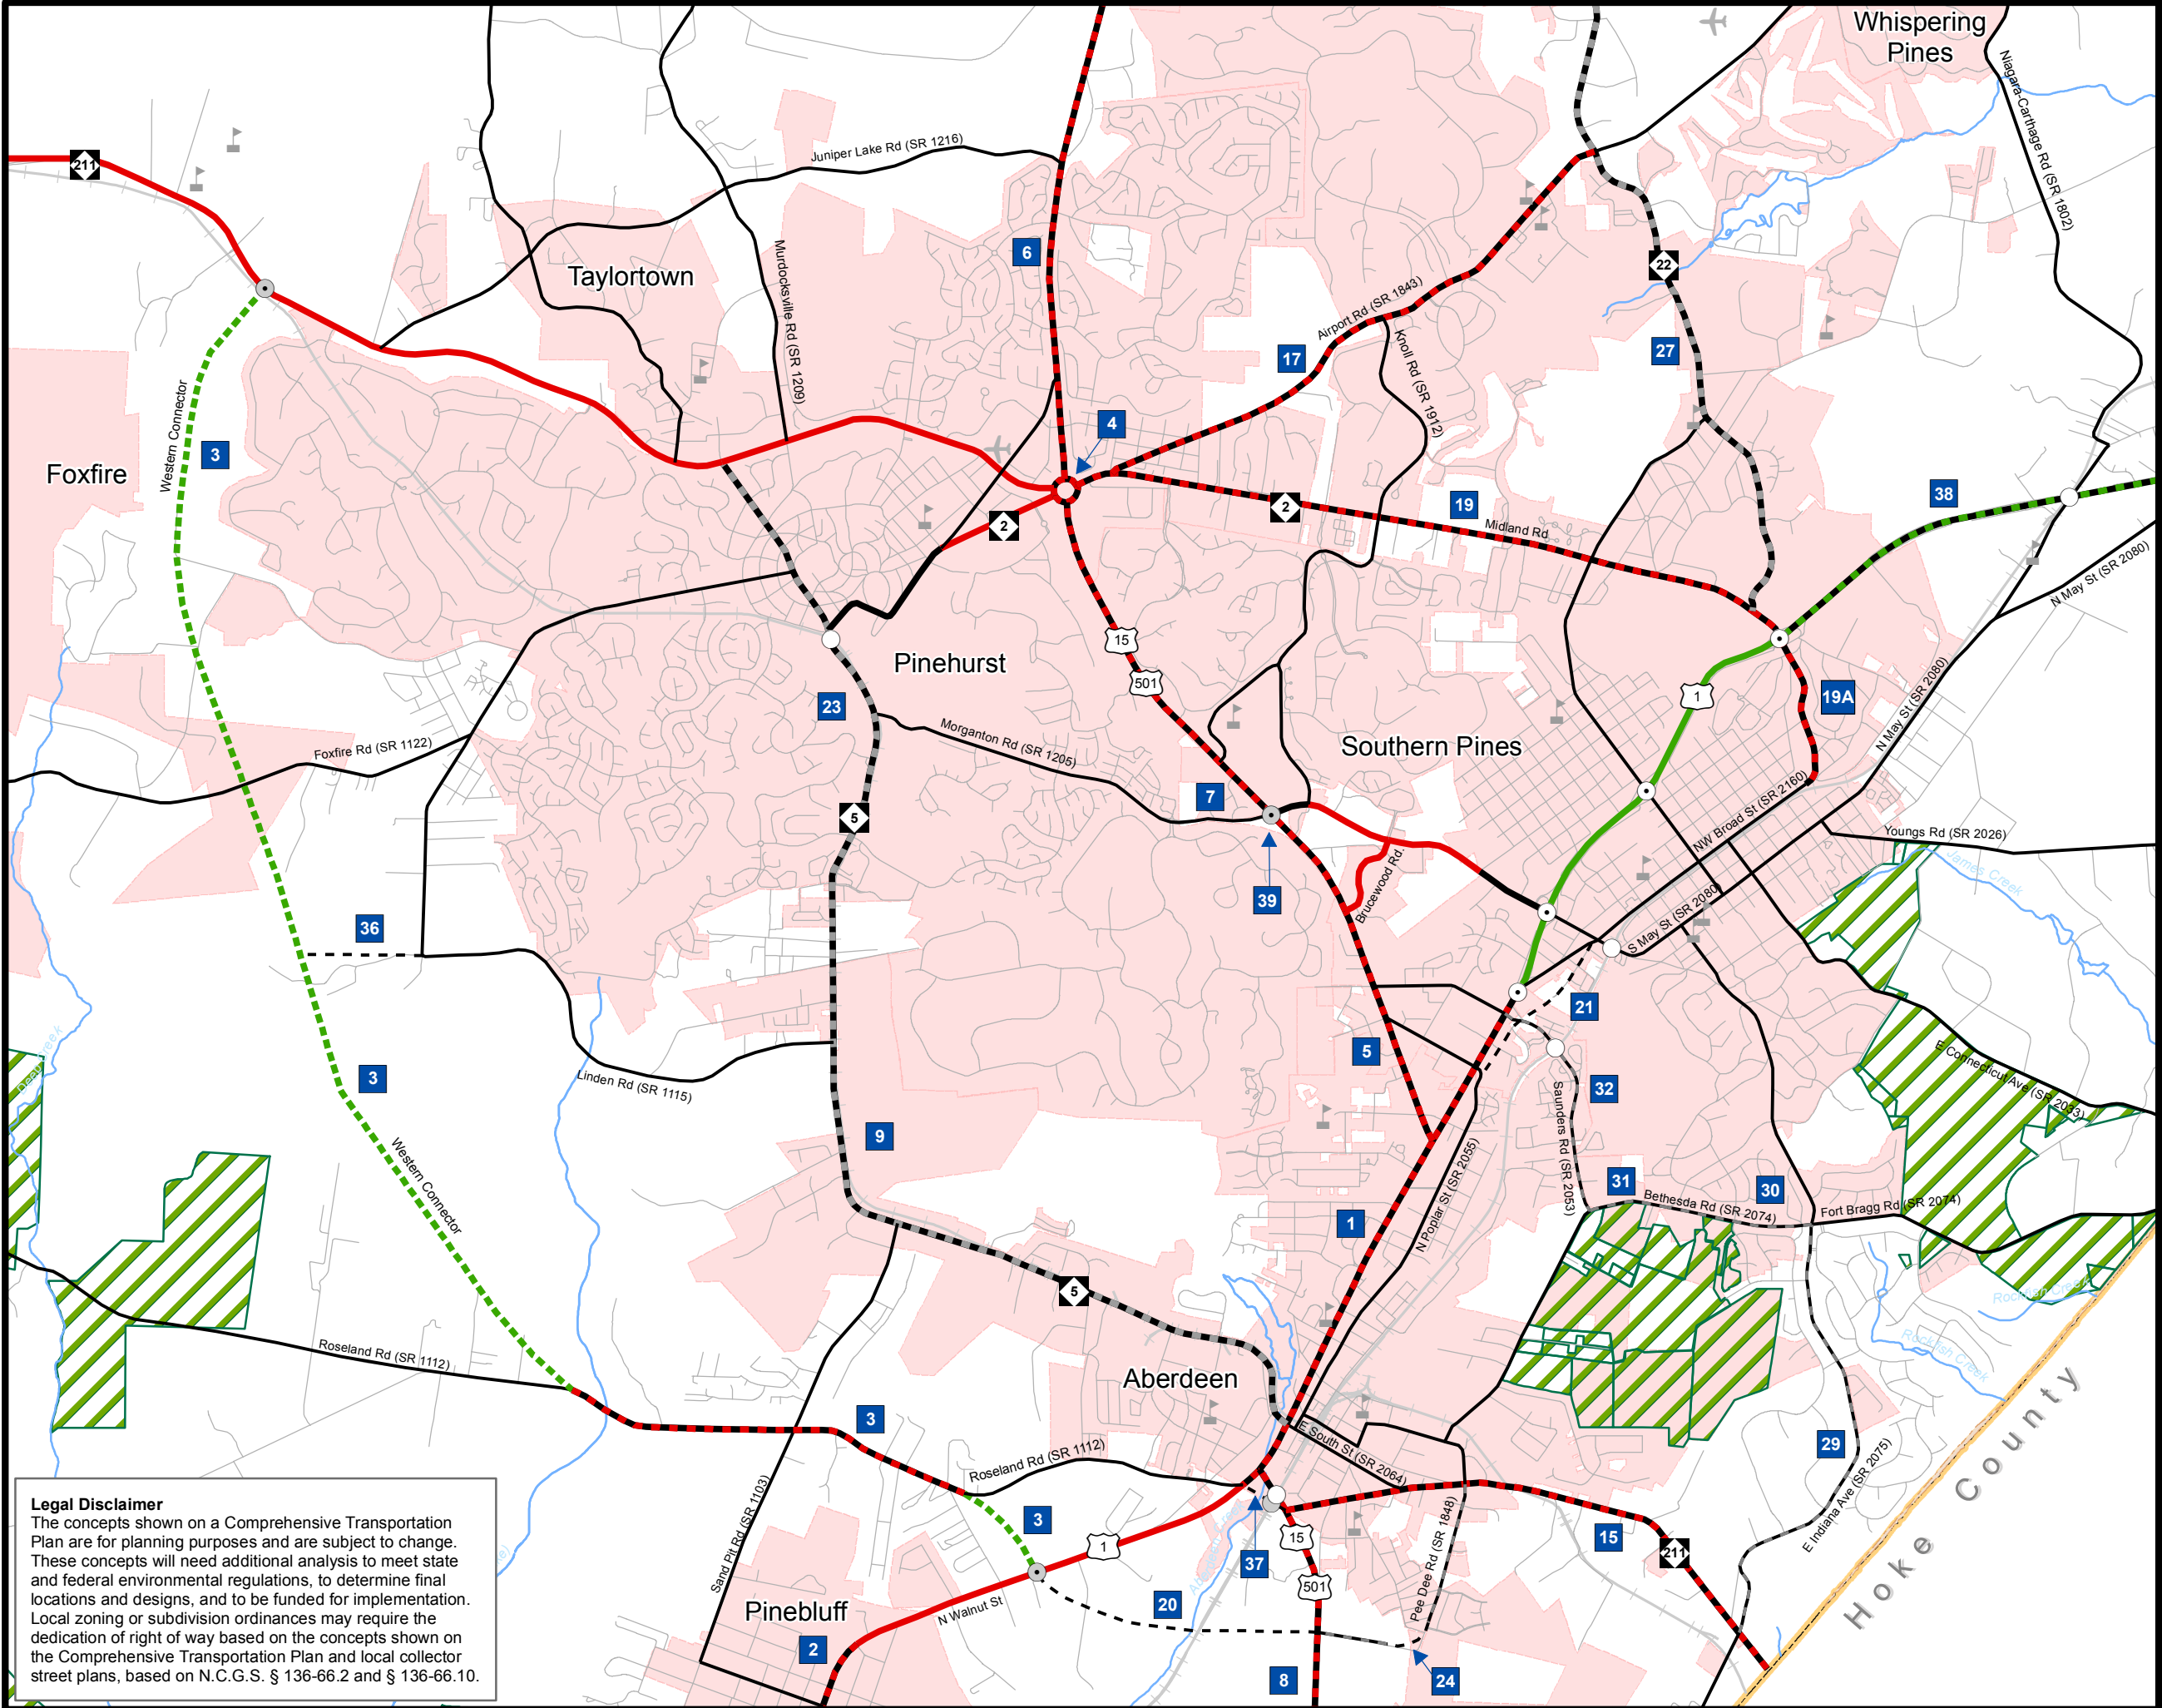 Whispering
Pines
Niagara-Carthage Rd (SR 1802)
211
Juniper Lake Rd (SR 1216)
6
Taylortown
Murdocksville Rd (SR 1209)
22
Airport Rd (SR 1843)
17
Knoll Rd (SR 1912)
27
4
3
Western Connector
Foxfire
2
2
19
Midland Rd
38
N May St (SR 2080)
15
501
Pinehurst
23
1
19A
N May St (SR 2080)
Foxfire Rd (SR 1122)
Morganton Rd (SR 1205)
Southern Pines
7
5
NW Broad St (SR 2160)
Youngs Rd (SR 2026)
James Creek
Brucewood Rd.
39
S May St (SR 2080)
36
21
5
E Connecticut Ave (SR 2033)
Deep Creek
3
Linden Rd (SR 1115)
32
Saunders Rd (SR 2053)
9
Western Connector
31
30
Bethesda Rd (SR 2074)
Fort Bragg Rd (SR 2074)
1
N Poplar St (SR 2055)
5
Rockfish Creek
Rockfish Creek
Roseland Rd (SR 1112)
Aberdeen
Hoke County
3
E South St (SR 2064)
Roseland Rd (SR 1112)
29
E Indiana Ave (SR 2075)
Sand Pit Rd (SR 1103)
3
1
15
Pee Dee Rd (SR 1848)
15
211
37
Aberdeen Creek
501
20
N Walnut St
Pinebluff
2
8
24
Legal Disclaimer
The concepts shown on a Comprehensive Transportation
Plan are for planning purposes and are subject to change.
These concepts will need additional analysis to meet state
and federal environmental regulations, to determine final
locations and designs, and to be funded for implementation.
Local zoning or subdivision ordinances may require the
dedication of right of way based on the concepts shown on
the Comprehensive Transportation Plan and local collector
street plans, based on N.C.G.S. § 136-66.2 and § 136-66.10.